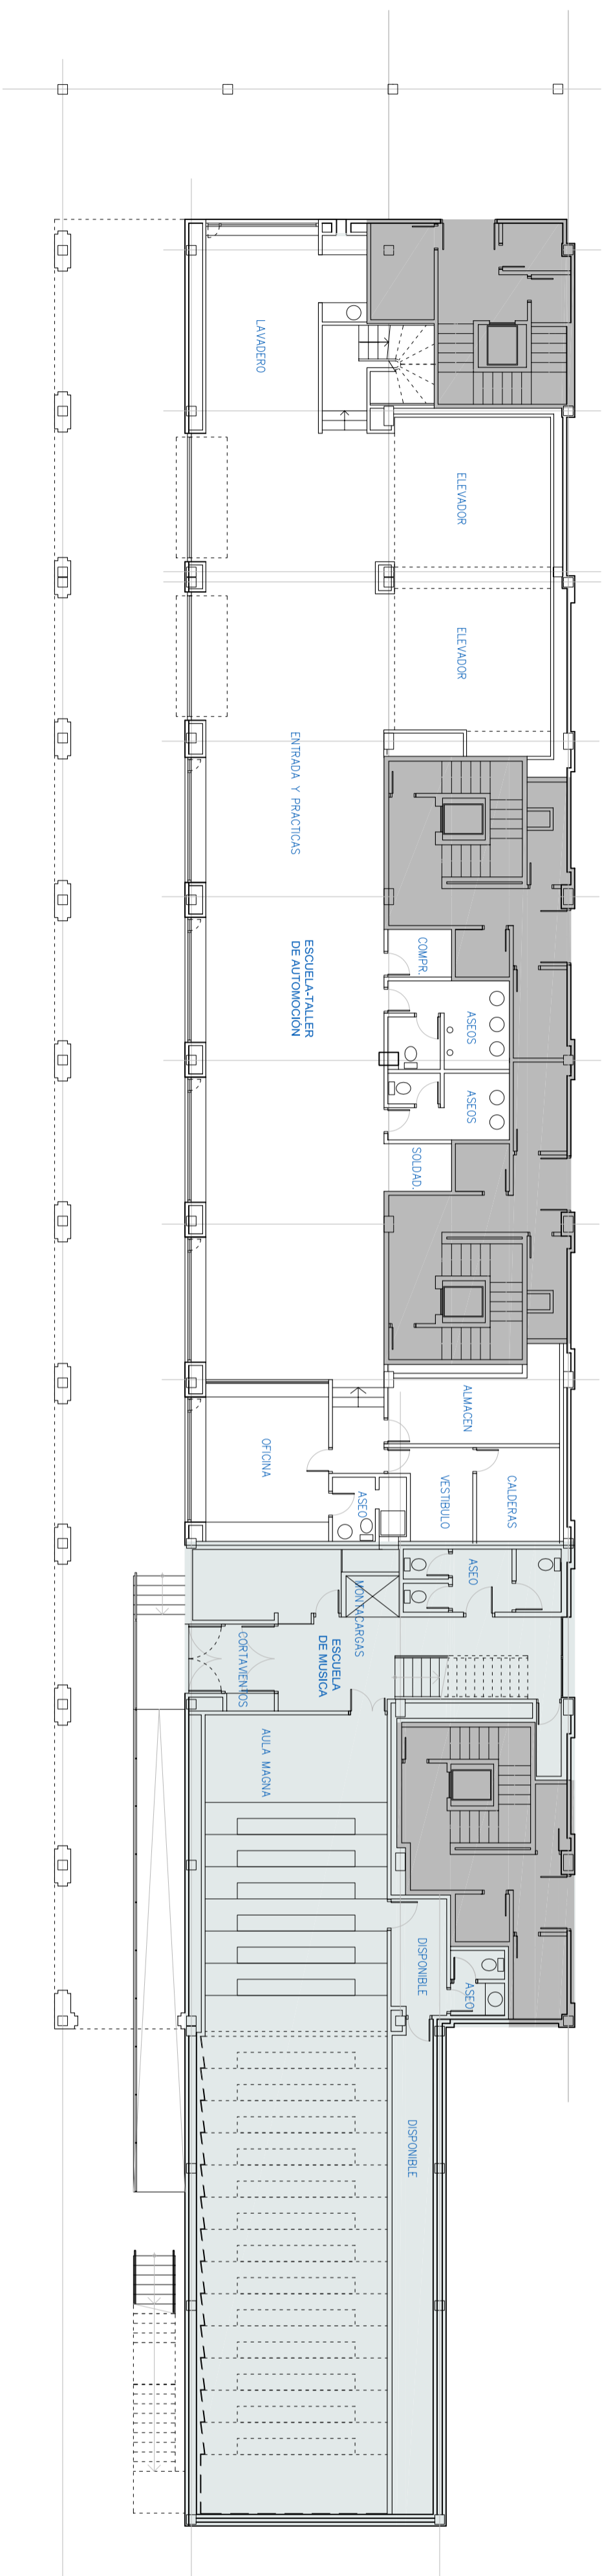 LAVADERO
ELEVADOR
ELEVADOR
ENTRADA Y PRACTICAS
ESCUELA-TALLER
DE AUTOMOCIÓN
COMPR.
ASEOS
ASEOS
SOLDAD.
ALMACEN
OFICINA
ASEO
VESTIBULO
CALDERAS
ASEO
MONTACARGAS
ESCUELA
DE MUSICA
CORTAVIENTOS
AULA MAGNA
DISPONIBLE
ASEO
DISPONIBLE